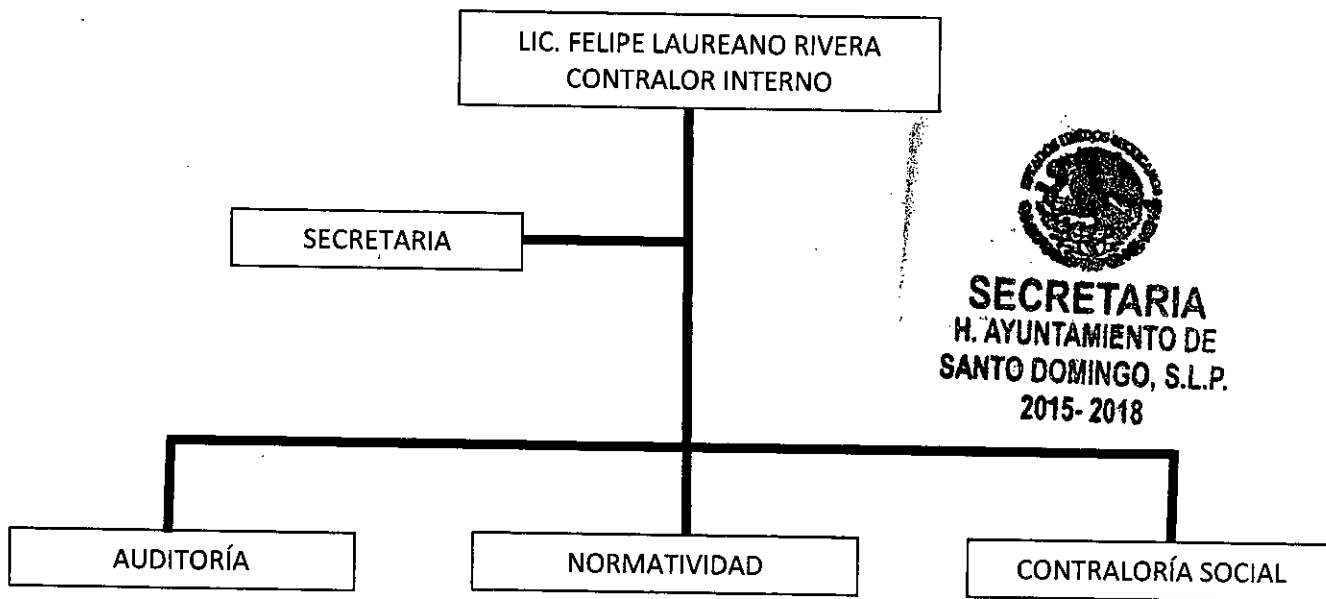 LIC. FELIPE LAUREANO RIVERA
CONTRALOR INTERNO
SECRETARIA
SECRETARIA
H. AYUNTAMIENTO DE
SANTO DOMINGO, S.L.P.
2015- 2018
AUDITORÍA
NORMATIVIDAD
CONTRALORÍA SOCIAL